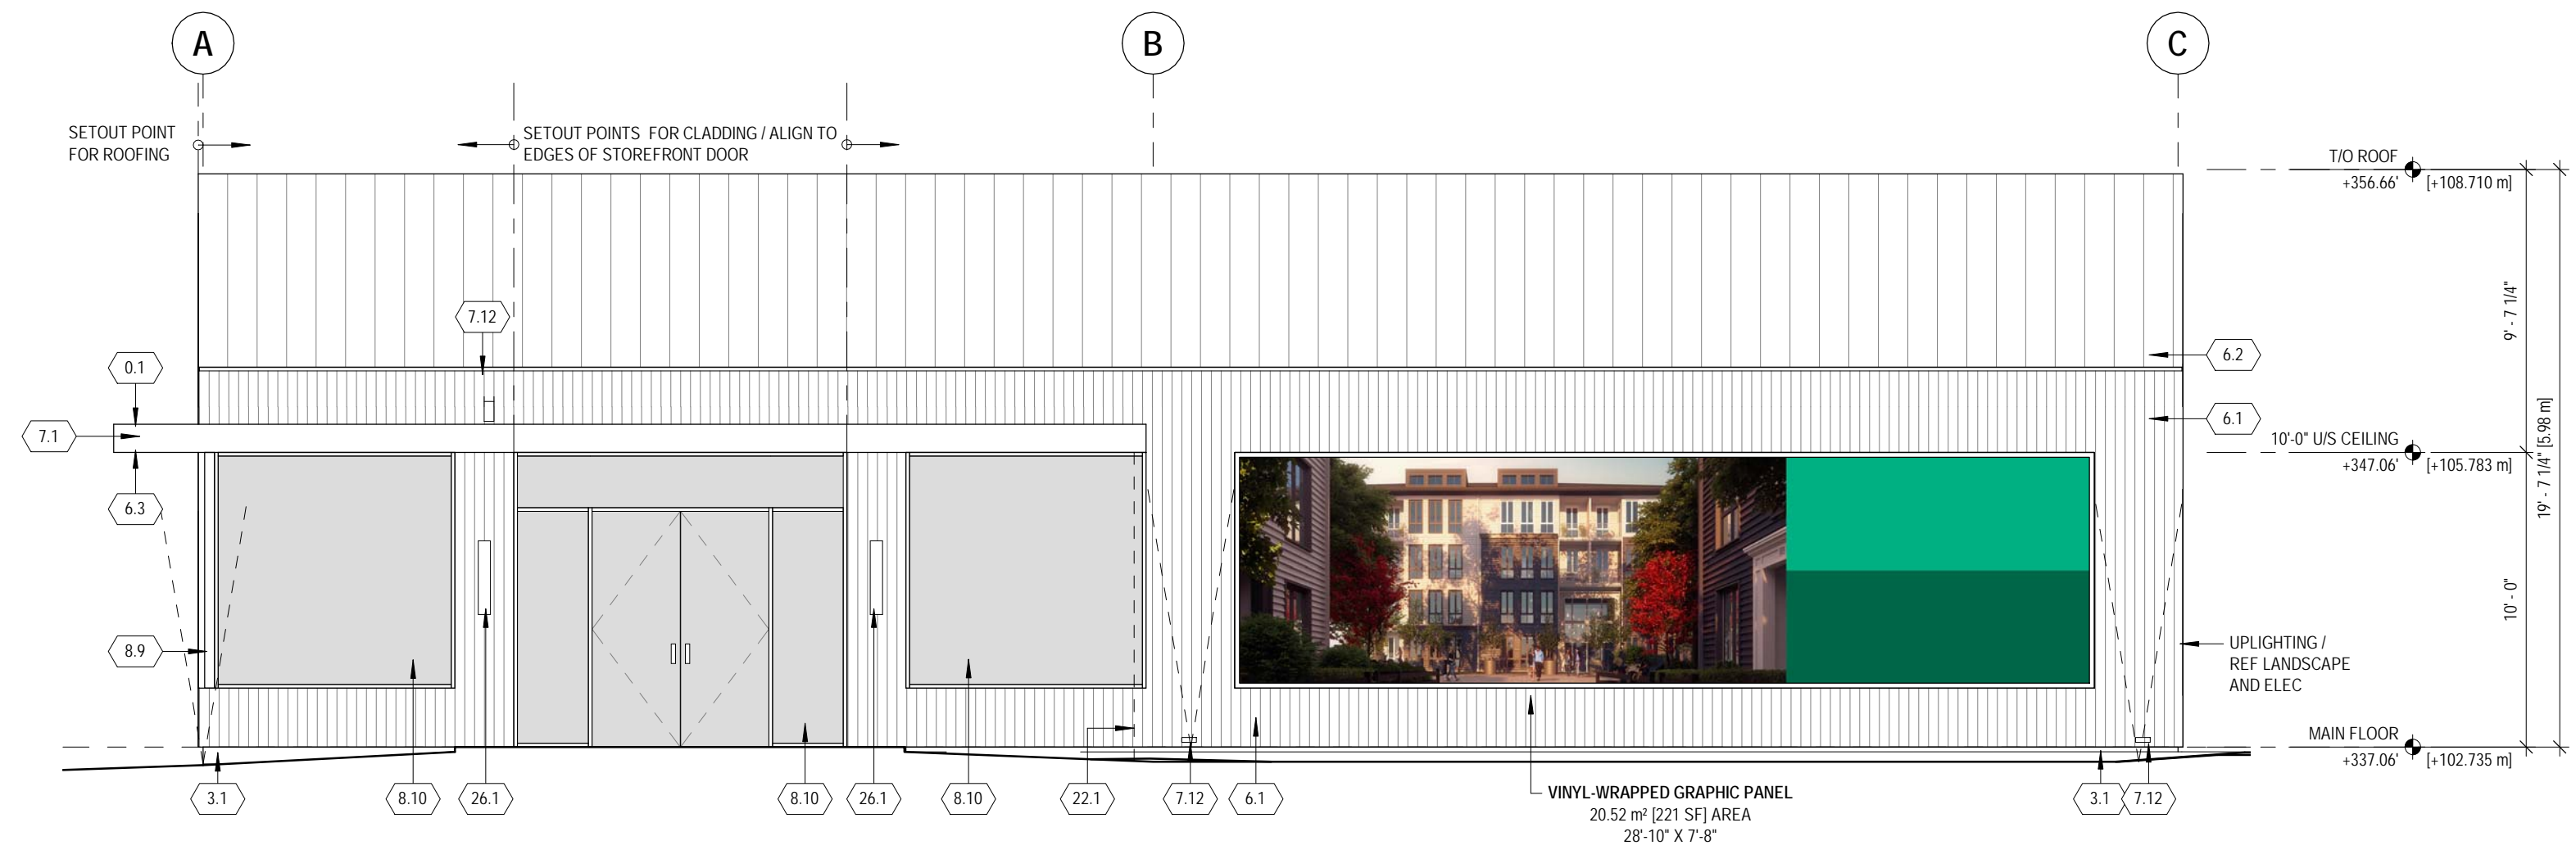 A
B
C
SETOUT POINT
FOR ROOFING
SETOUT POINTS FOR CLADDING / ALIGN TO
EDGES OF STOREFRONT DOOR
T/O ROOF
+356.66'
[+108.710 m]
9' - 7 1/4"
7.12
0.1
7.1
6.3
8.9
6.2
6.1
10'-0" U/S CEILING
+347.06'
[+105.783 m]
19' - 7 1/4" [5.98 m]
10' - 0"
UPLIGHTING /
REF LANDSCAPE
AND ELEC
MAIN FLOOR
+337.06'
[+102.735 m]
3.1
8.10
26.1
8.10
26.1
8.10
22.1
7.12
6.1
3.1
7.12
VINYL-WRAPPED GRAPHIC PANEL
20.52 m² [221 SF] AREA
28'-10" X 7'-8"